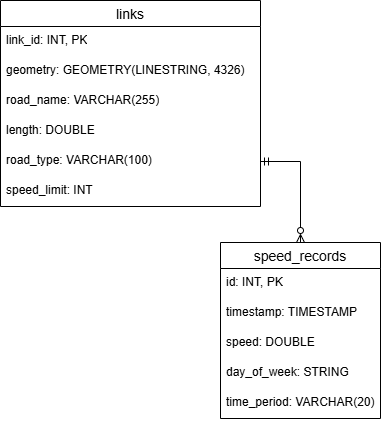 links
link_id: INT, PK
geometry: GEOMETRY(LINESTRING, 4326)
road_name: VARCHAR(255)
length: DOUBLE
road_type: VARCHAR(100)
speed_limit: INT
speed_records
id: INT, PK
timestamp: TIMESTAMP
speed: DOUBLE
day_of_week: STRING
time_period: VARCHAR(20)